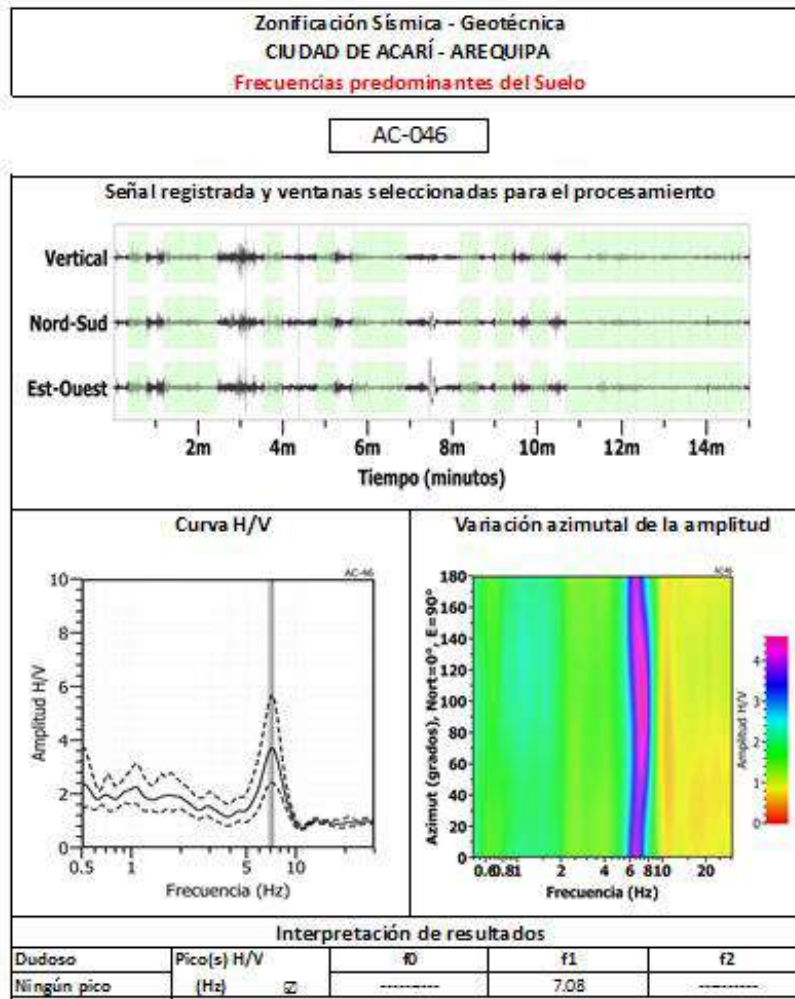 Zonificación Sísmica - Geotécnica
CIUDAD DE ACARÍ - AREQUIPA
Frecuencias predominantes del Suelo
AC-046
Señal registrada y ventanas seleccionadas para el procesamiento
Vertical
Nord-Sud
Est-Ouest
2m 4m 6m 8m 10m 12m 14m
Tiempo (minutos)
Curva H/V
AC-46
10
8
6
4
2
0
Amplitud H/V
0.5 1 5 10
Frecuencia (Hz)
Variación azimutal de la amplitud
AC46
180
160
140
120
100
80
60
40
20
0
Azimut (grados), Nort=0°, E=90°
0.6 0.8 1 2 4 6 8 10 20
Frecuencia (Hz)
4
3
2
1
0
Amplitud H/V
Interpretación de resultados
Dudoso Pico(s) H/V f0 f1 f2
Ningún pico (Hz) ☑ ---------- 7.08 ----------